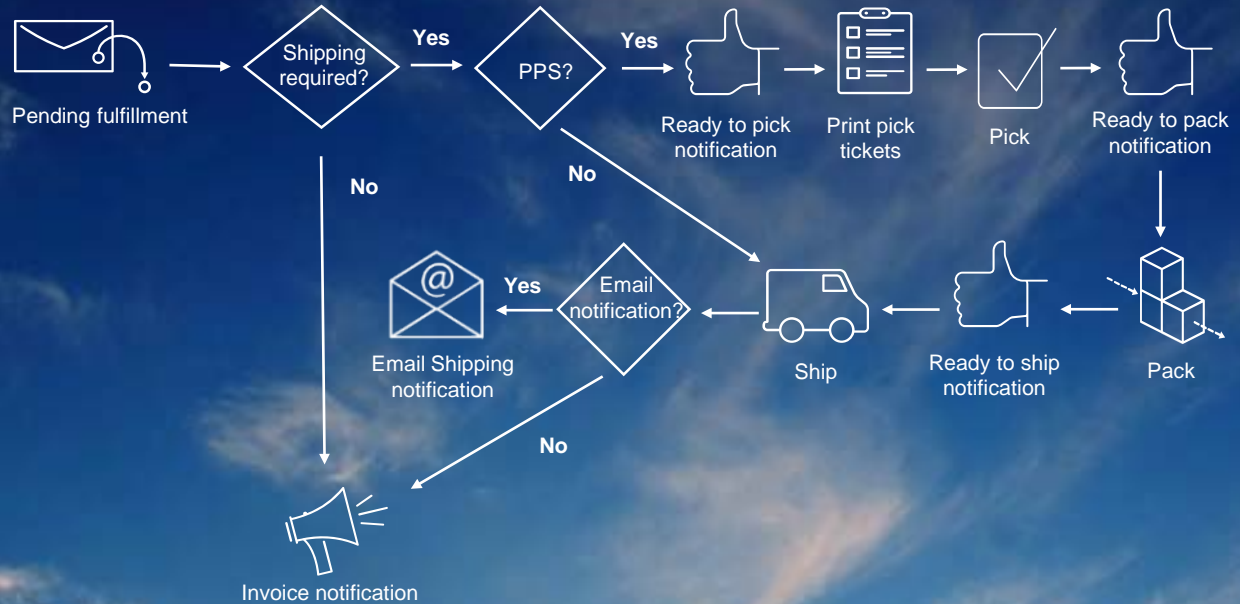 Shipping
required?
Yes
PPS?
Yes
Pending fulfillment
Ready to pick
notification
Print pick
tickets
Pick
Ready to pack
notification
No
No
@
Email Shipping
notification
Yes
Email
notification?
Ship
Ready to ship
notification
Pack
No
Invoice notification